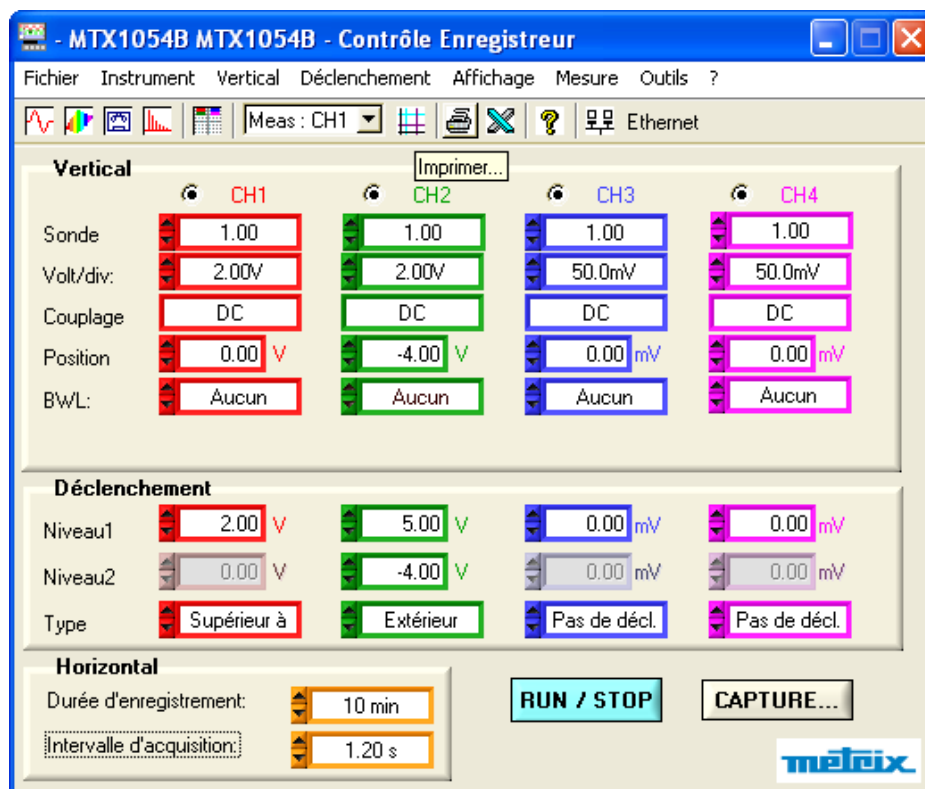 - MTX1054B MTX1054B - Contrôle Enregistreur
Fichier Instrument Vertical Déclenchement Affichage Mesure Outils ?
Meas : CH1 Ethernet
Imprimer...
Vertical
CH1 CH2 CH3 CH4
Sonde 1.00 1.00 1.00 1.00
Volt/div: 2.00V 2.00V 50.0mV 50.0mV
Couplage DC DC DC DC
Position 0.00 V -4.00 V 0.00 mV 0.00 mV
BWL: Aucun Aucun Aucun Aucun
Déclenchement
Niveau1 2.00 V 5.00 V 0.00 mV 0.00 mV
Niveau2 0.00 V -4.00 V 0.00 mV 0.00 mV
Type Supérieur à Extérieur Pas de décl. Pas de décl.
Horizontal
Durée d'enregistrement: 10 min
RUN / STOP CAPTURE...
Intervalle d'acquisition: 1.20 s
metrix